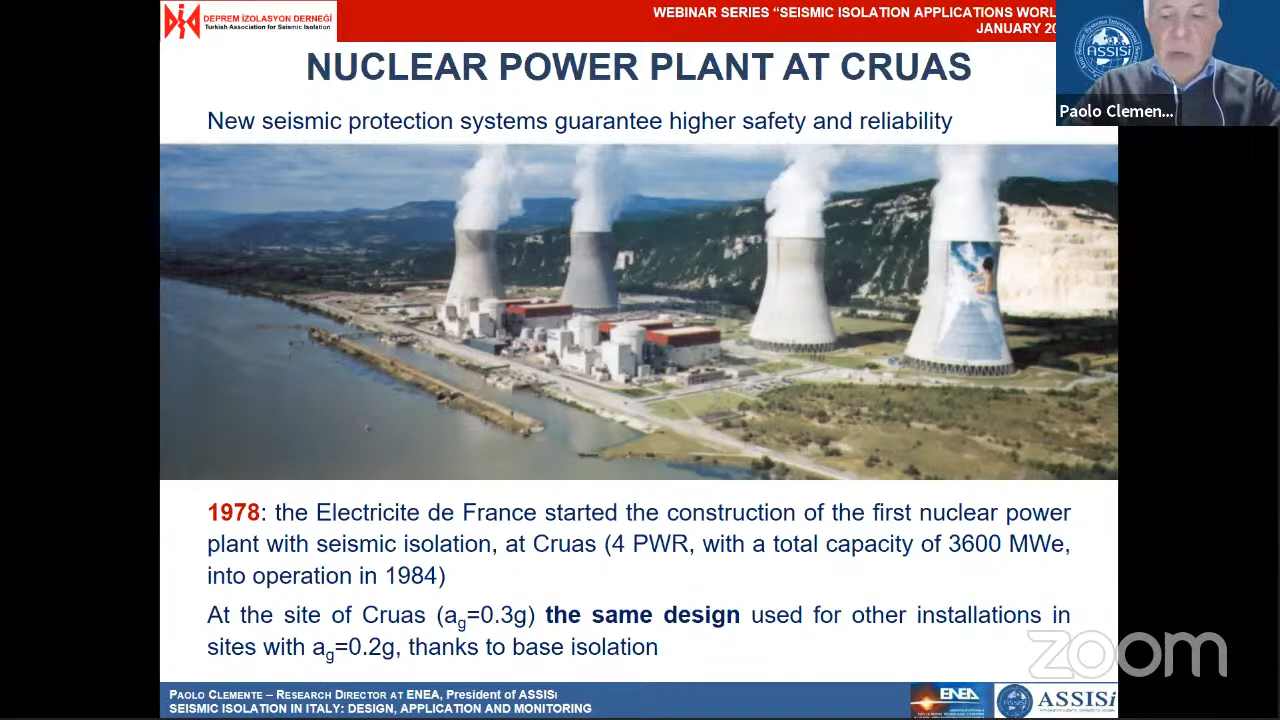 DEPREM İZOLASYON DERNEĞİ
Turkish Association for Seismic Isolation
WEBINAR SERIES “SEISMIC ISOLATION APPLICATIONS
JANUARY
ASSISi
Paolo Clemen...
NUCLEAR POWER PLANT AT CRUAS
New seismic protection systems guarantee higher safety and reliability
1978: the Electricite de France started the construction of the first nuclear power
plant with seismic isolation, at Cruas (4 PWR, with a total capacity of 3600 MWe,
into operation in 1984)
At the site of Cruas (ag=0.3g) the same design used for other installations in
sites with ag=0.2g, thanks to base isolation
zoom
PAOLO CLEMENTE – RESEARCH DIRECTOR AT ENEA, President of ASSISi
SEISMIC ISOLATION IN ITALY: DESIGN, APPLICATION AND MONITORING
ENEA
ASSISi